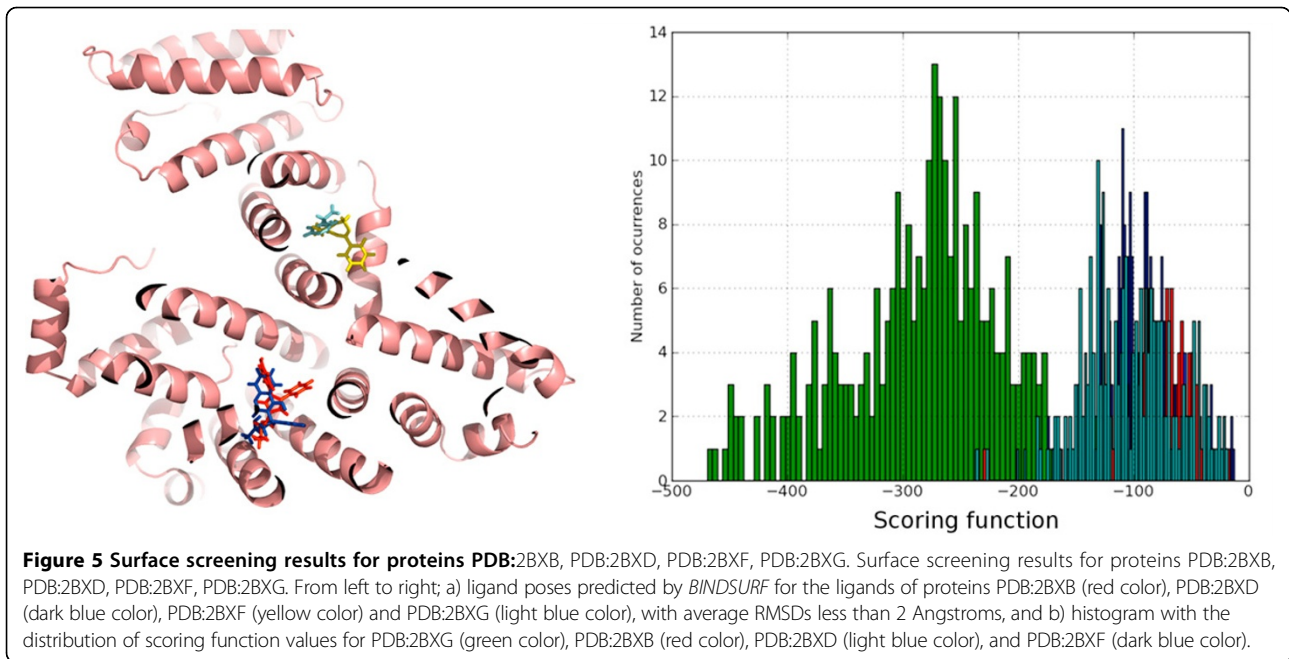 14
12
10
8
6
4
2
0
Number of ocurrences
−500
−400
−300
−200
−100
0
Scoring function
Figure 5 Surface screening results for proteins PDB:2BXB, PDB:2BXD, PDB:2BXF, PDB:2BXG. Surface screening results for proteins PDB:2BXB,
PDB:2BXD, PDB:2BXF, PDB:2BXG. From left to right; a) ligand poses predicted by BINDSURF for the ligands of proteins PDB:2BXB (red color), PDB:2BXD
(dark blue color), PDB:2BXF (yellow color) and PDB:2BXG (light blue color), with average RMSDs less than 2 Angstroms, and b) histogram with the
distribution of scoring function values for PDB:2BXG (green color), PDB:2BXB (red color), PDB:2BXD (light blue color), and PDB:2BXF (dark blue color).